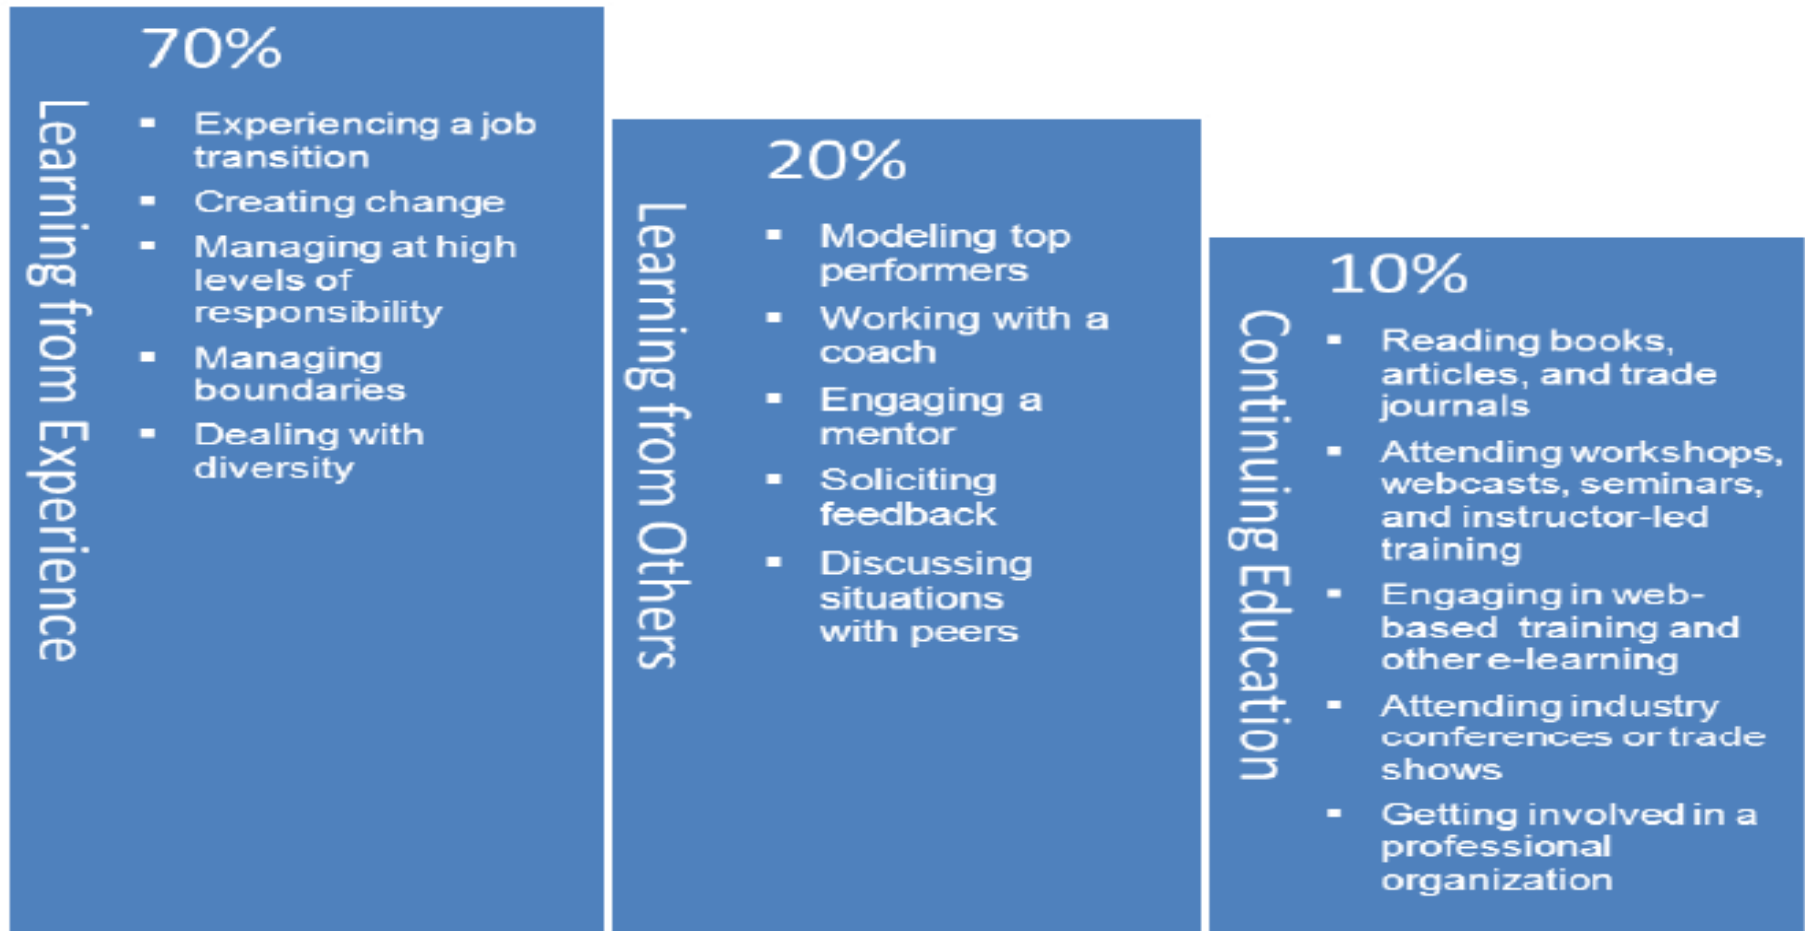 70%
Learning from Experience
▪ Experiencing a job
transition
▪ Creating change
▪ Managing at high
levels of
responsibility
▪ Managing
boundaries
▪ Dealing with
diversity
20%
Learning from Others
▪ Modeling top
performers
▪ Working with a
coach
▪ Engaging a
mentor
▪ Soliciting
feedback
▪ Discussing
situations
with peers
10%
Continuing Education
▪ Reading books,
articles, and trade
journals
▪ Attending workshops,
webcasts, seminars,
and instructor-led
training
▪ Engaging in web-
based training and
other e-learning
▪ Attending industry
conferences or trade
shows
▪ Getting involved in a
professional
organization